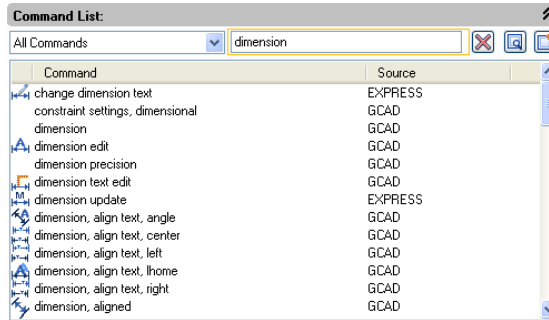 Command List:
All Commands dimension
Command Source
change dimension text EXPRESS
constraint settings, dimensional GCAD
dimension GCAD
dimension edit GCAD
dimension precision GCAD
dimension text edit GCAD
dimension update EXPRESS
dimension, align text, angle GCAD
dimension, align text, center GCAD
dimension, align text, left GCAD
dimension, align text, lhome GCAD
dimension, align text, right GCAD
dimension, aligned GCAD